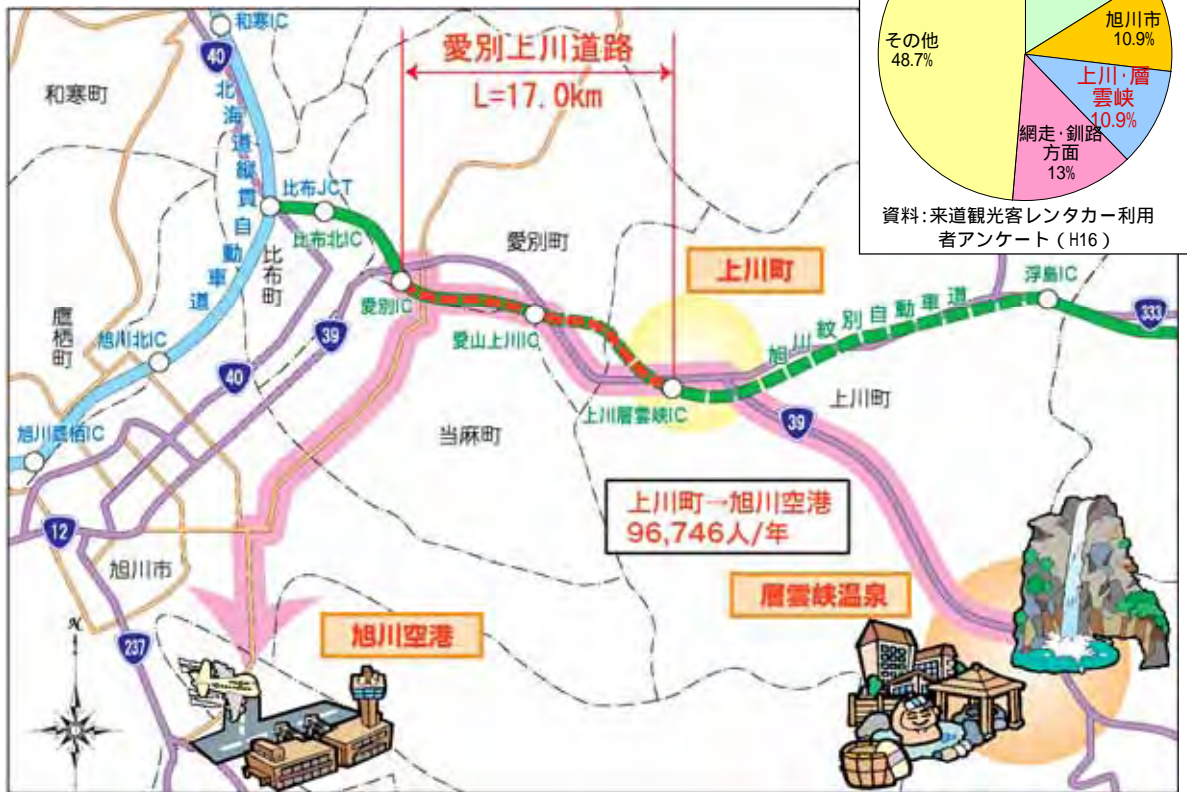 和寒IC
40
愛別上川道路
L=17.0km
和寒町
北海道縦貫自動車道
その他
48.7%
旭川市
10.9%
上川・層
雲峡
10.9%
網走・釧路
方面
13%
資料：来道観光客レンタカー利用
者アンケート（H16）
比布JCT
比布北IC
比布町
愛別町
上川町
浮島IC
333
愛別IC
鷹栖町
旭川北IC
39
愛山上川IC
旭川紋別自動車道
40
上川層雲峡IC
上川町
39
当麻町
旭川鷹栖IC
上川町→旭川空港
96,746人/年
12
旭川市
層雲峡温泉
旭川空港
N
237